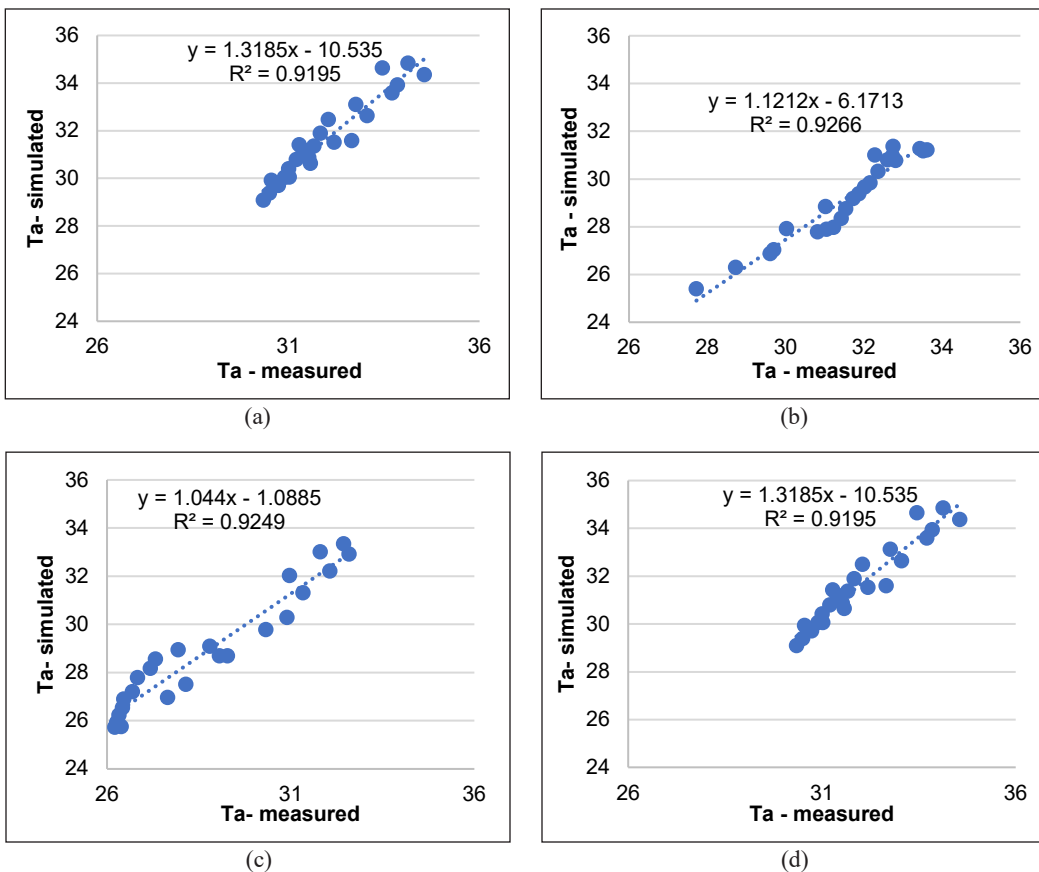 36
34
32
30
28
26
24
26
31
36
Ta- simulated
Ta - measured
y = 1.3185x - 10.535
R² = 0.9195
(a)
36
34
32
30
28
26
24
26
28
30
32
34
36
Ta - simulated
Ta - measured
y = 1.1212x - 6.1713
R² = 0.9266
(b)
36
34
32
30
28
26
24
26
31
36
Ta- simulated
Ta- measured
y = 1.044x - 1.0885
R² = 0.9249
(c)
36
34
32
30
28
26
24
26
31
36
Ta- simulated
Ta - measured
y = 1.3185x - 10.535
R² = 0.9195
(d)